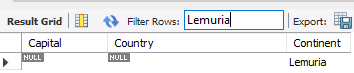 Result Grid Filter Rows: Lemuria Export:
Capital Country Continent
NULL NULL Lemuria